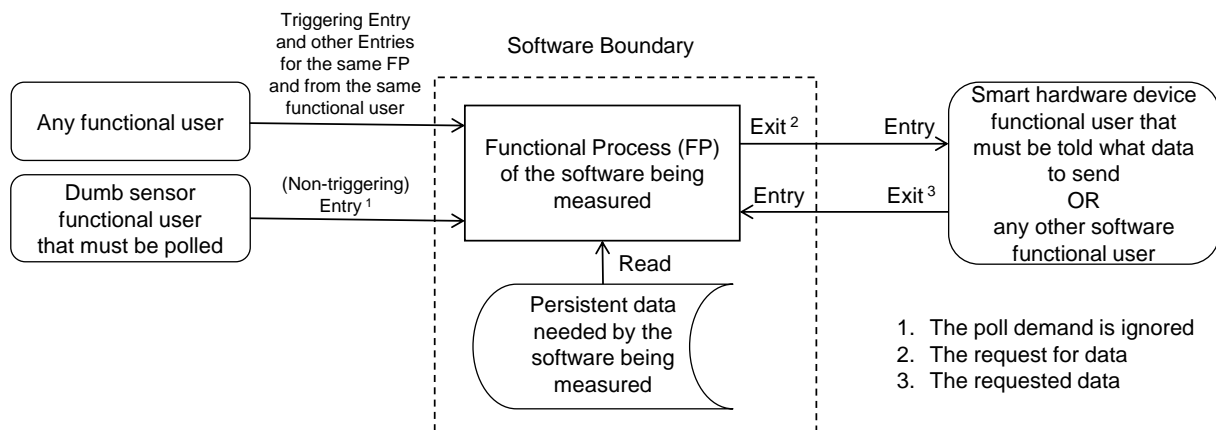 Triggering Entry
and other Entries
for the same FP
and from the same
functional user
Software Boundary
Any functional user
Dumb sensor
functional user
that must be polled
(Non-triggering)
Entry 1
Functional Process (FP)
of the software being
measured
Exit 2
Entry
Entry
Exit 3
Smart hardware device
functional user that
must be told what data
to send
OR
any other software
functional user
Read
Persistent data
needed by the
software being
measured
1. The poll demand is ignored
2. The request for data
3. The requested data